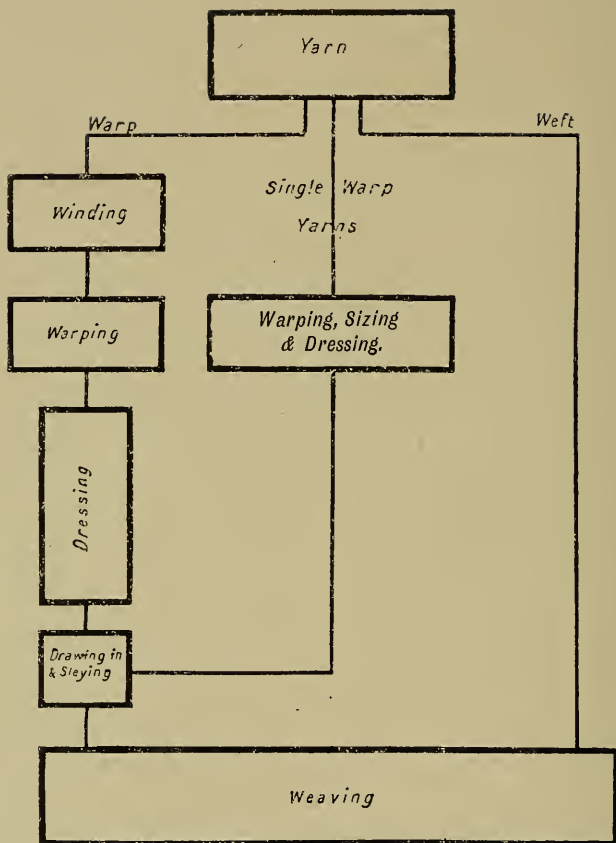 Yarn
Warp
Weft
Single Warp
Yarns
Winding
Warping
Warping, Sizing
& Dressing.
Dressing
Drawing in
& Sleying
Weaving